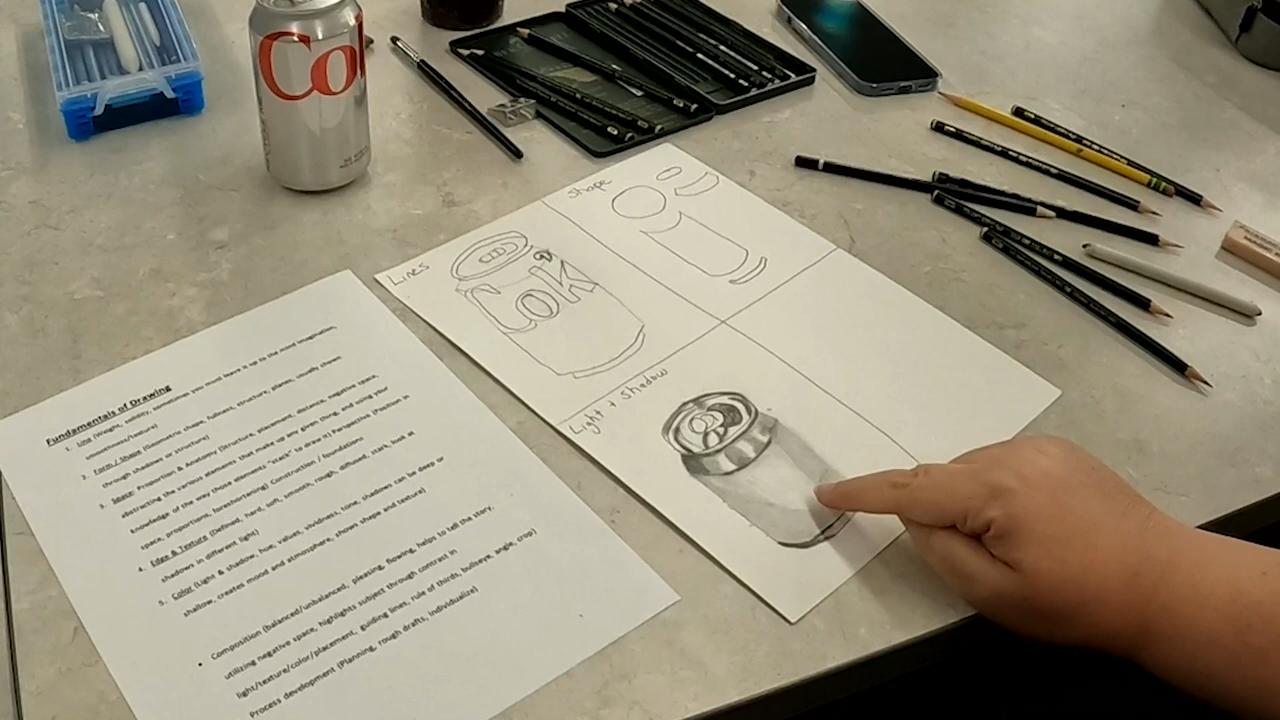 Coke
Lines
Shape
Coke
Light + Shadow
Fundamentals of Drawing
1. Line (Weight, solidity, sometimes you must leave it up to the mind imagination,
smoothness/texture)
2. Form / Shape (Geometric shape, fullness, structure, planes, usually shown
through shadows or structure)
3. Space: Proportion & Anatomy (Structure, placement, distance, negative space,
abstracting the various elements that make up any given thing, and using your
knowledge of the way those elements "stack" to draw it) Perspective (Position in
space, proportions, foreshortening) Construction / foundations
4. Edge & Texture (Defined, hard, soft, smooth, rough, diffused, stark, look at
shadows in different light)
5. Color (Light & shadow, hue, values, vividness, tone, shadows can be deep or
shallow, creates mood and atmosphere, shows shape and texture)
• Composition (balanced/unbalanced, pleasing, flowing, helps to tell the story,
utilizing negative space, highlights subject through contrast in
light/texture/color/placement, guiding lines, rule of thirds, bullseye, angle, crop)
Process development (Planning, rough drafts, individualize)